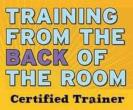 TRAINING
FROM THE
BACK OF
THE ROOM
Certified Trainer